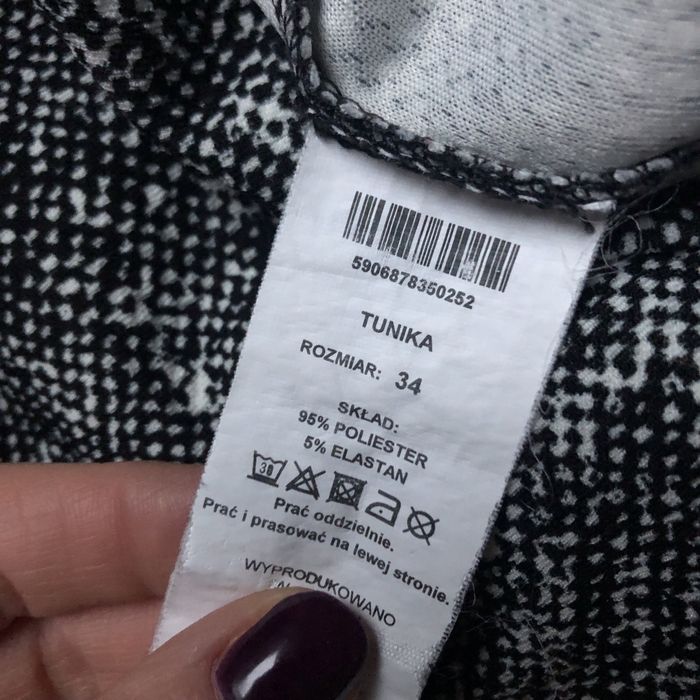 5906878350252
TUNIKA
ROZMIAR: 34
SKŁAD:
95% POLIESTER
5% ELASTAN
30
Prać oddzielnie.
Prać i prasować na lewej stronie.
WYPRODUKOWANO